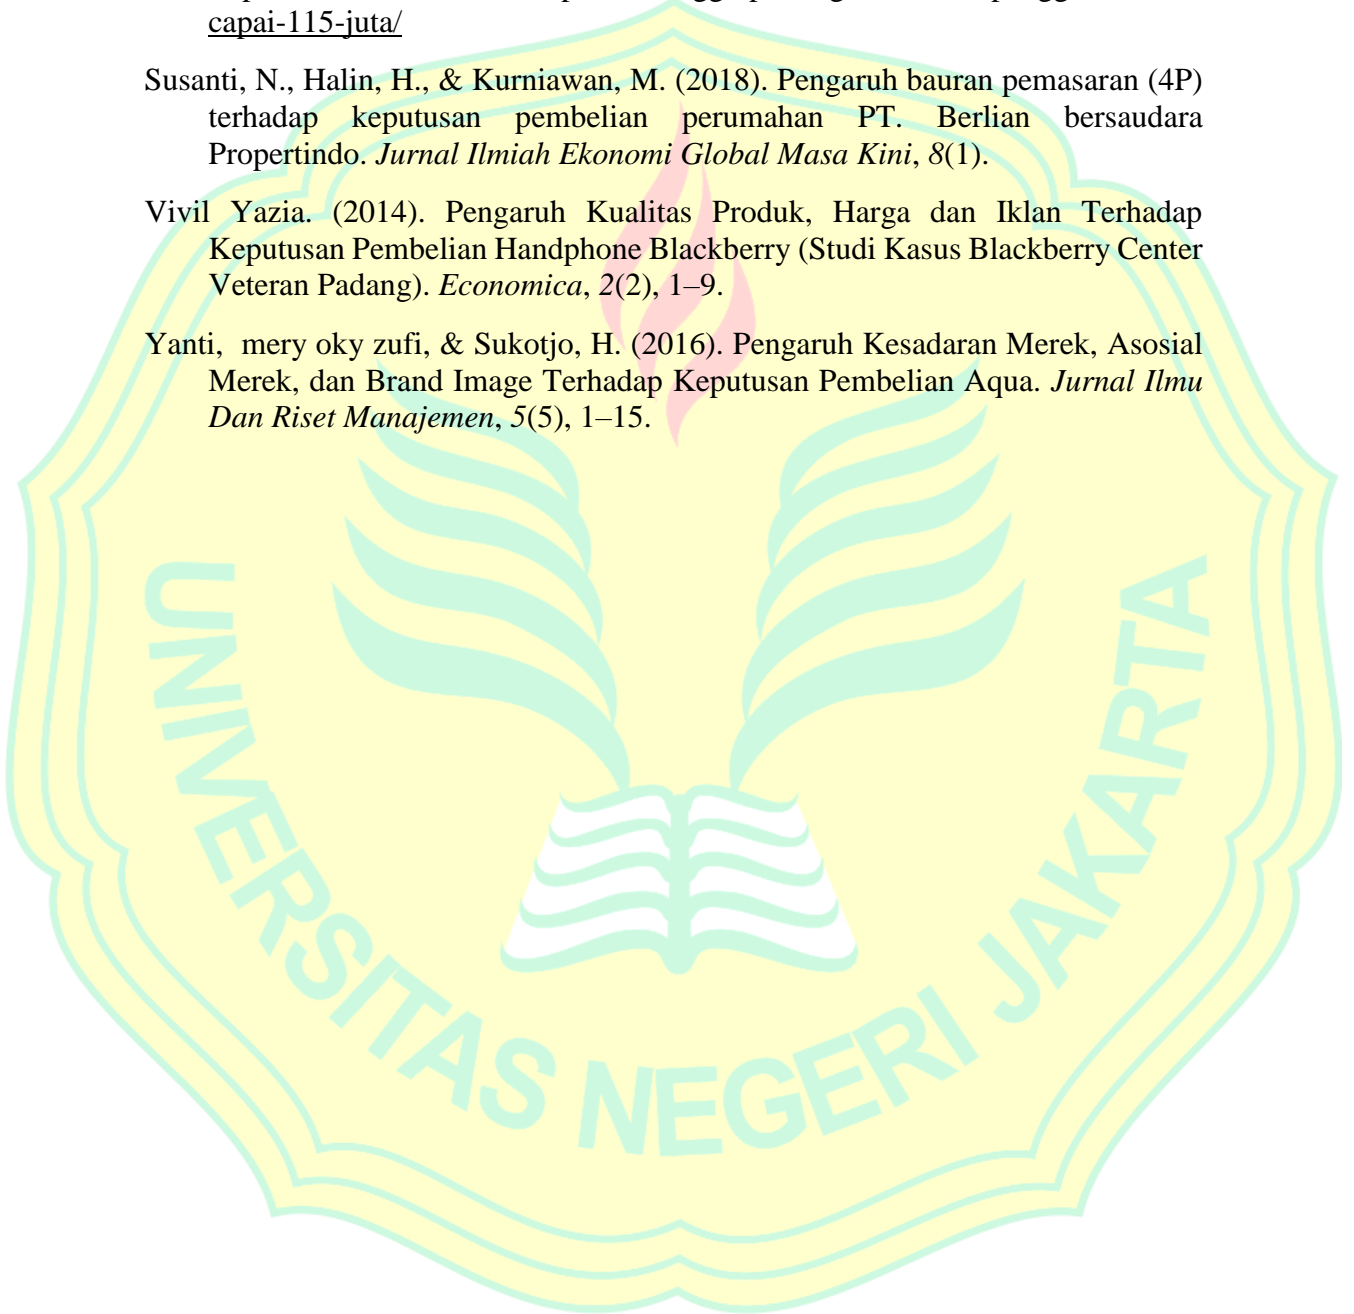 capai-115-juta/
Susanti, N., Halin, H., & Kurniawan, M. (2018). Pengaruh bauran pemasaran (4P)
terhadap keputusan pembelian perumahan PT. Berlian bersaudara
Propertindo. Jurnal Ilmiah Ekonomi Global Masa Kini, 8(1).
Vivil Yazia. (2014). Pengaruh Kualitas Produk, Harga dan Iklan Terhadap
Keputusan Pembelian Handphone Blackberry (Studi Kasus Blackberry Center
Veteran Padang). Economica, 2(2), 1–9.
Yanti, mery oky zufi, & Sukotjo, H. (2016). Pengaruh Kesadaran Merek, Asosial
Merek, dan Brand Image Terhadap Keputusan Pembelian Aqua. Jurnal Ilmu
Dan Riset Manajemen, 5(5), 1–15.
UNIVERSITAS NEGERI JAKARTA